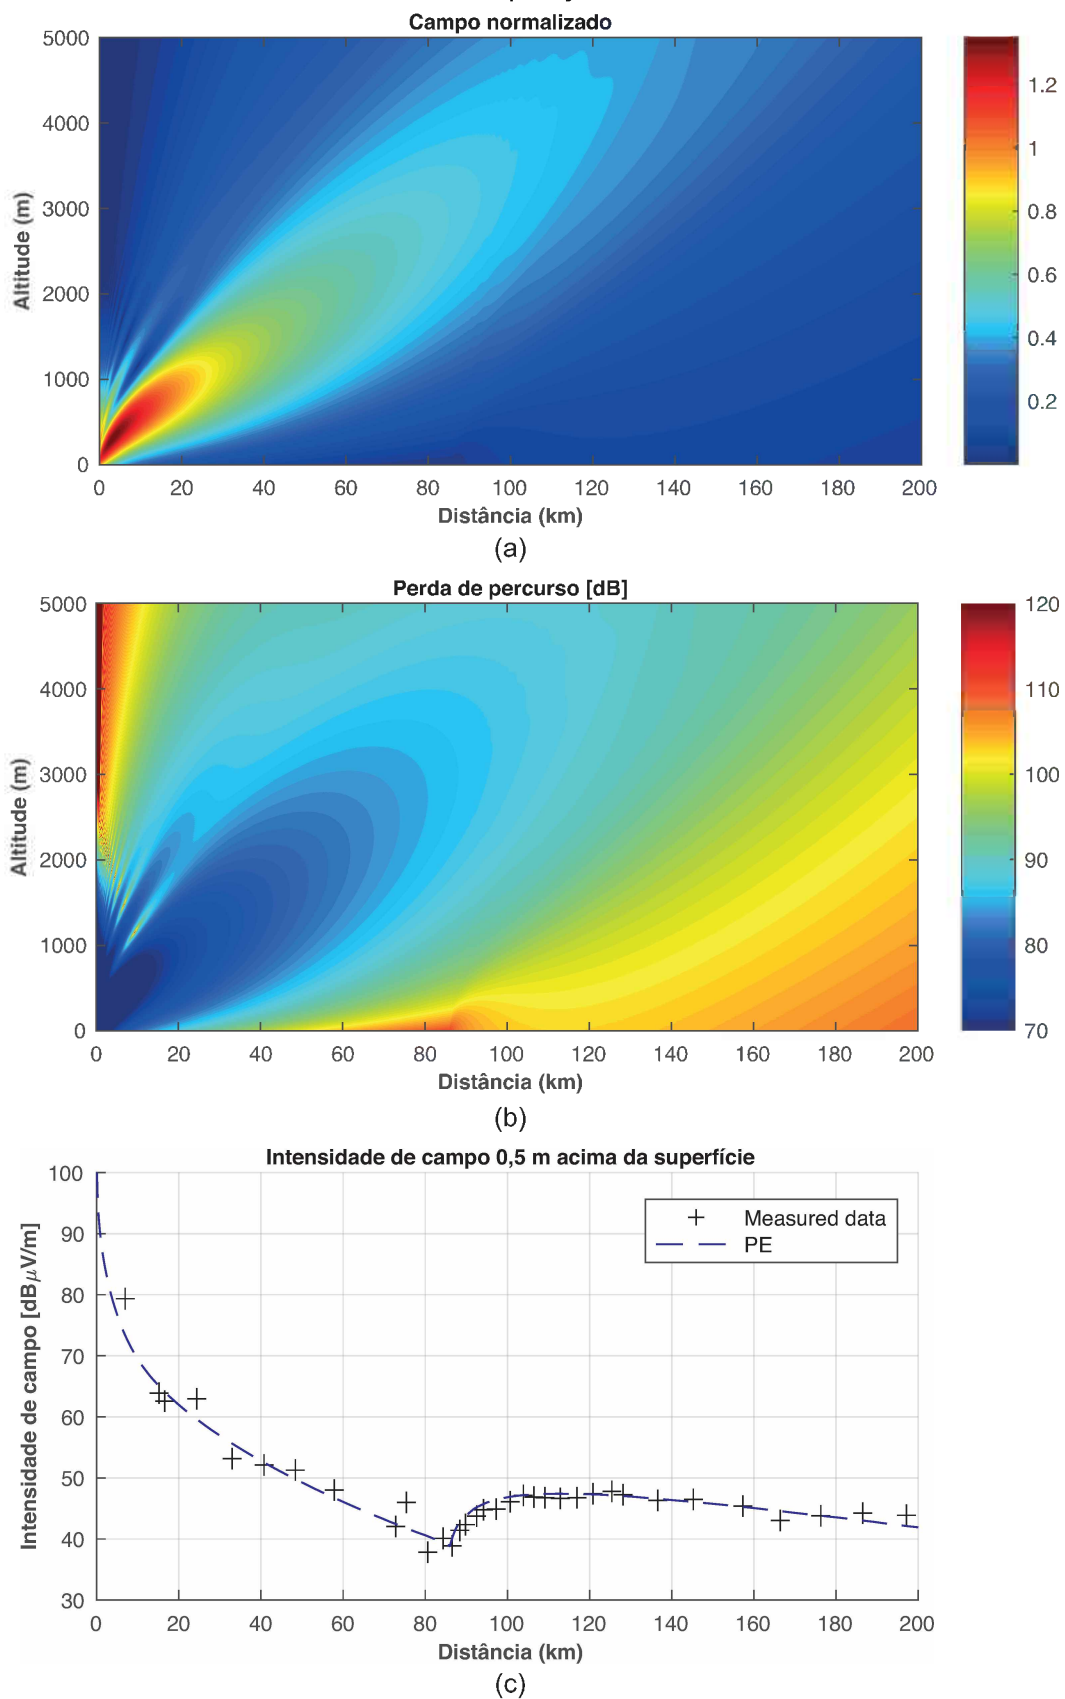 Campo normalizado
5000
4000
3000
2000
1000
0
Altitude (m)
0 20 40 60 80 100 120 140 160 180 200
Distância (km)
1.2
1
0.8
0.6
0.4
0.2
(a)
Perda de percurso [dB]
5000
4000
3000
2000
1000
0
Altitude (m)
0 20 40 60 80 100 120 140 160 180 200
Distância (km)
120
110
100
90
80
70
(b)
Intensidade de campo 0,5 m acima da superfície
100
90
80
70
60
50
40
30
Intensidade de campo [dBμV/m]
Measured data
PE
0 20 40 60 80 100 120 140 160 180 200
Distância (km)
(c)